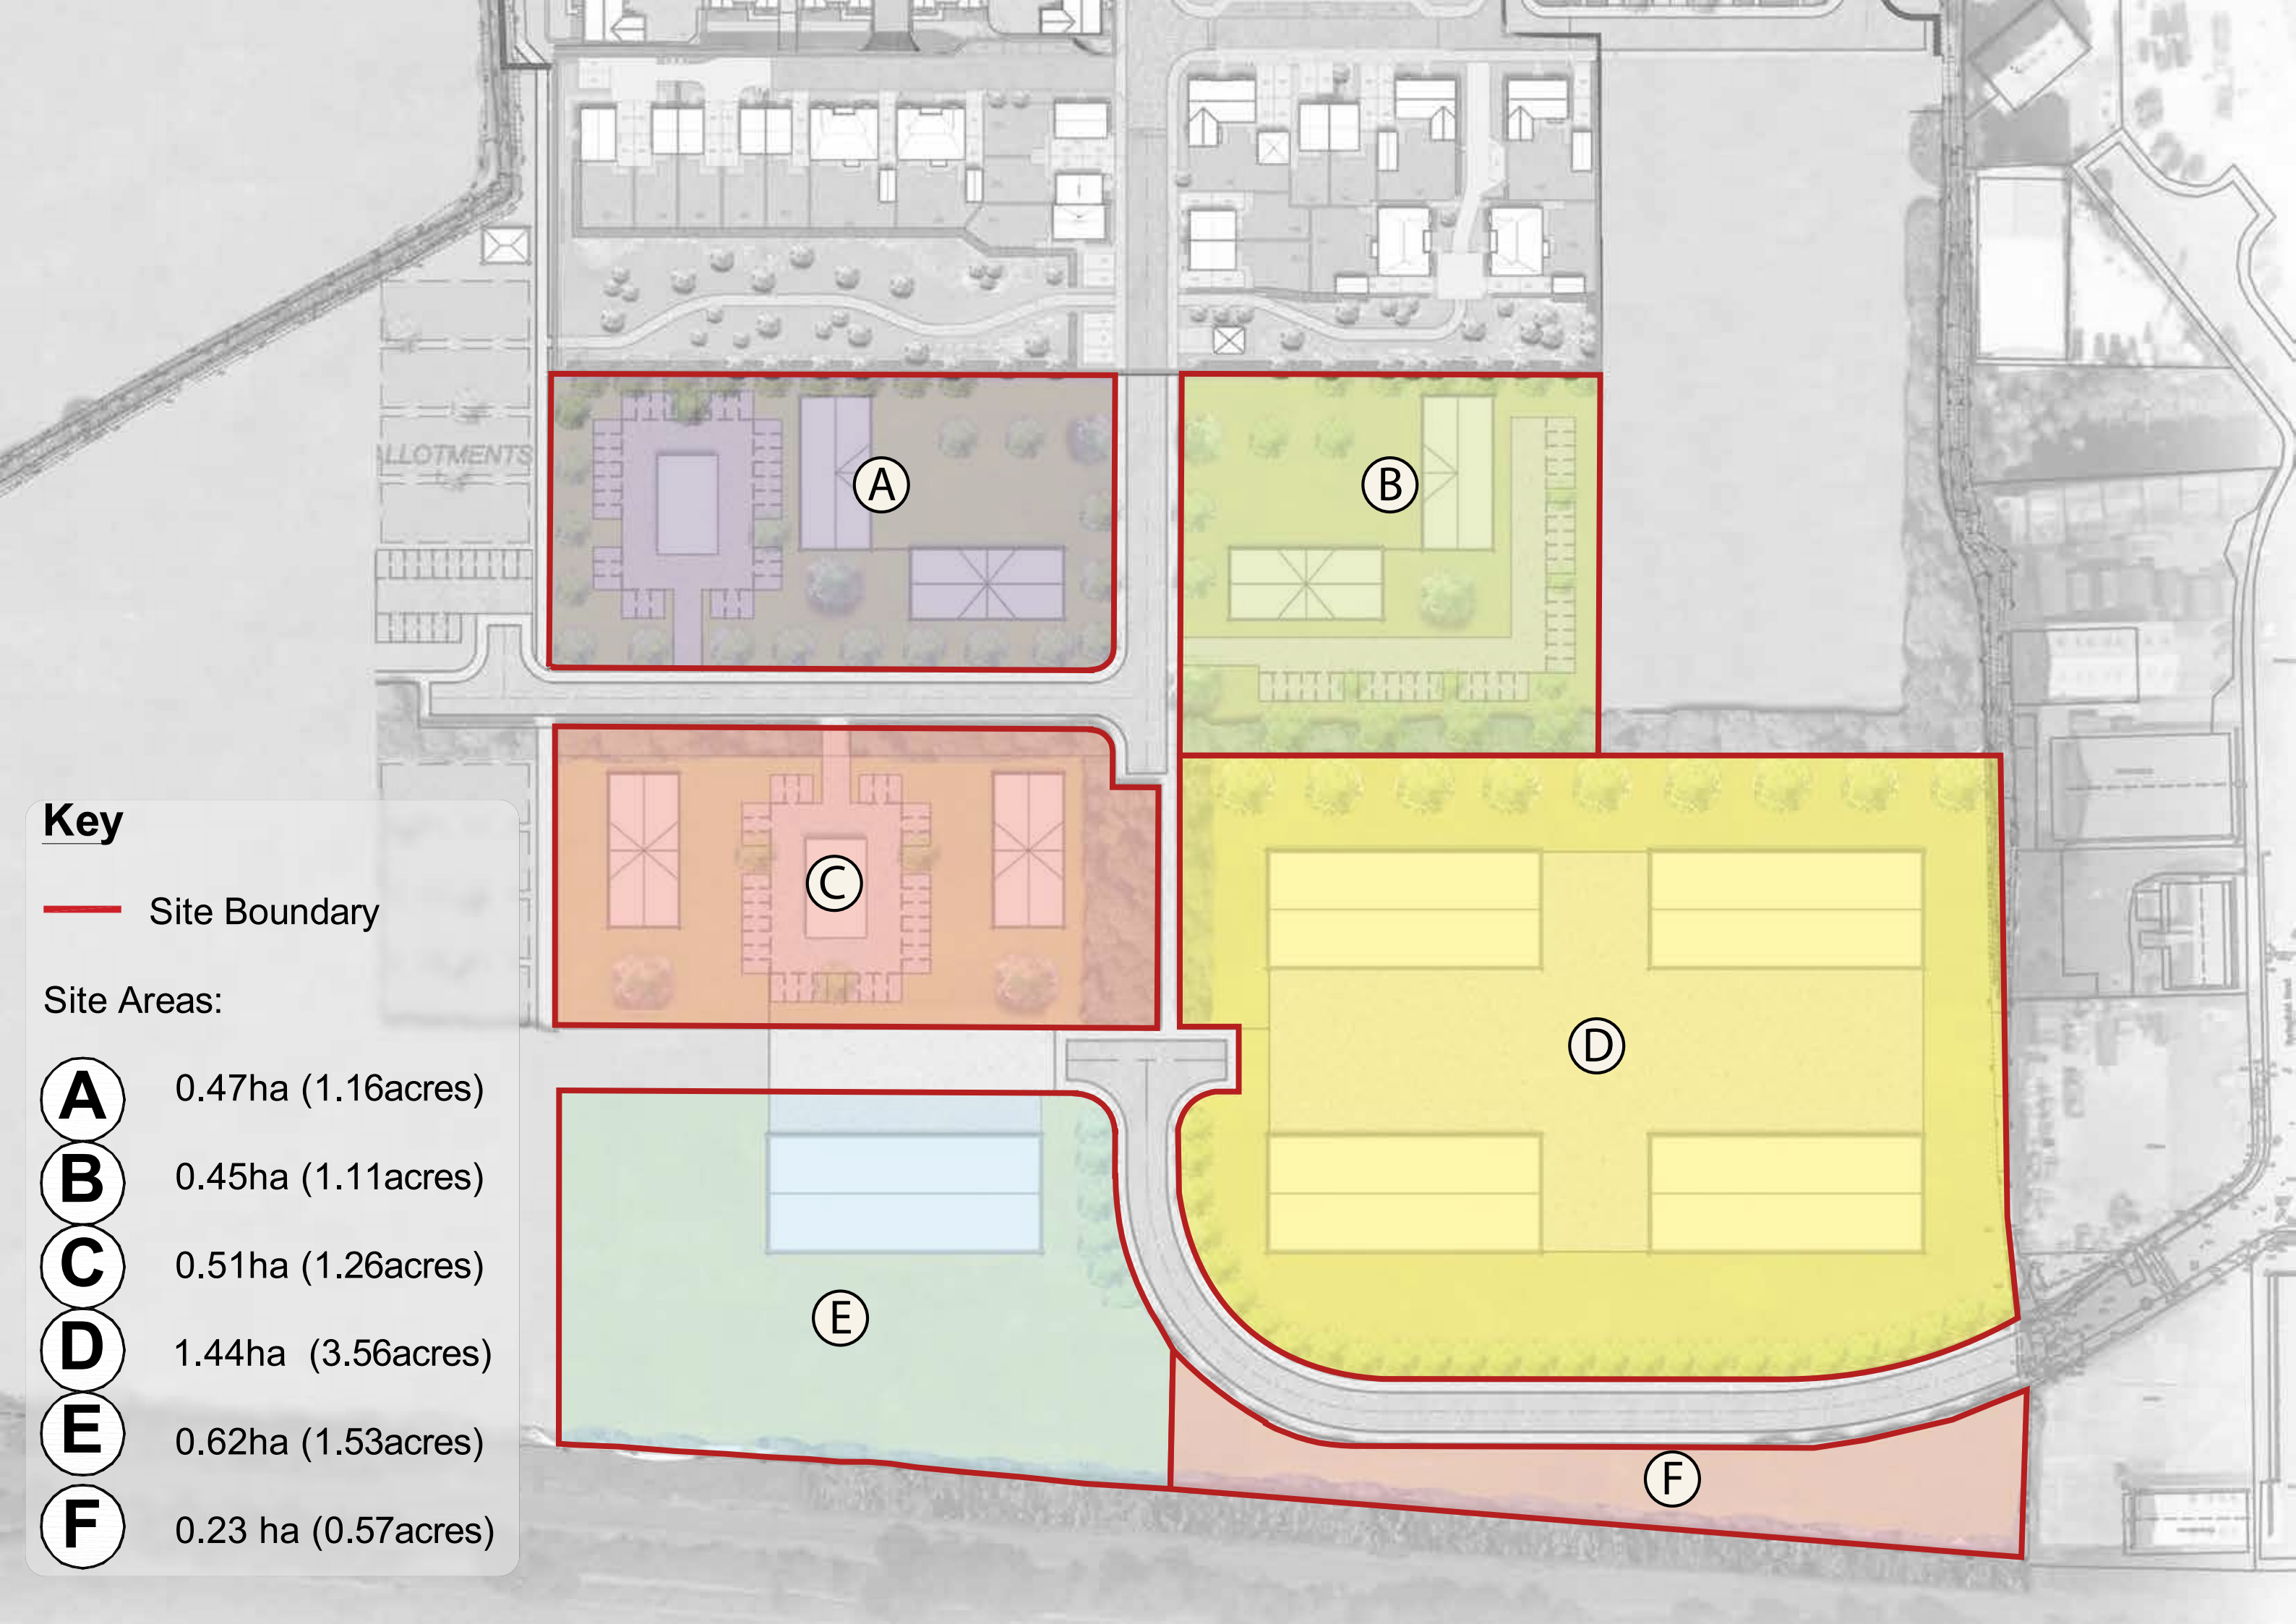 ALLOTMENTS
A
B
C
D
E
F
Key
Site Boundary
Site Areas:
A 0.47ha (1.16acres)
B 0.45ha (1.11acres)
C 0.51ha (1.26acres)
D 1.44ha (3.56acres)
E 0.62ha (1.53acres)
F 0.23 ha (0.57acres)